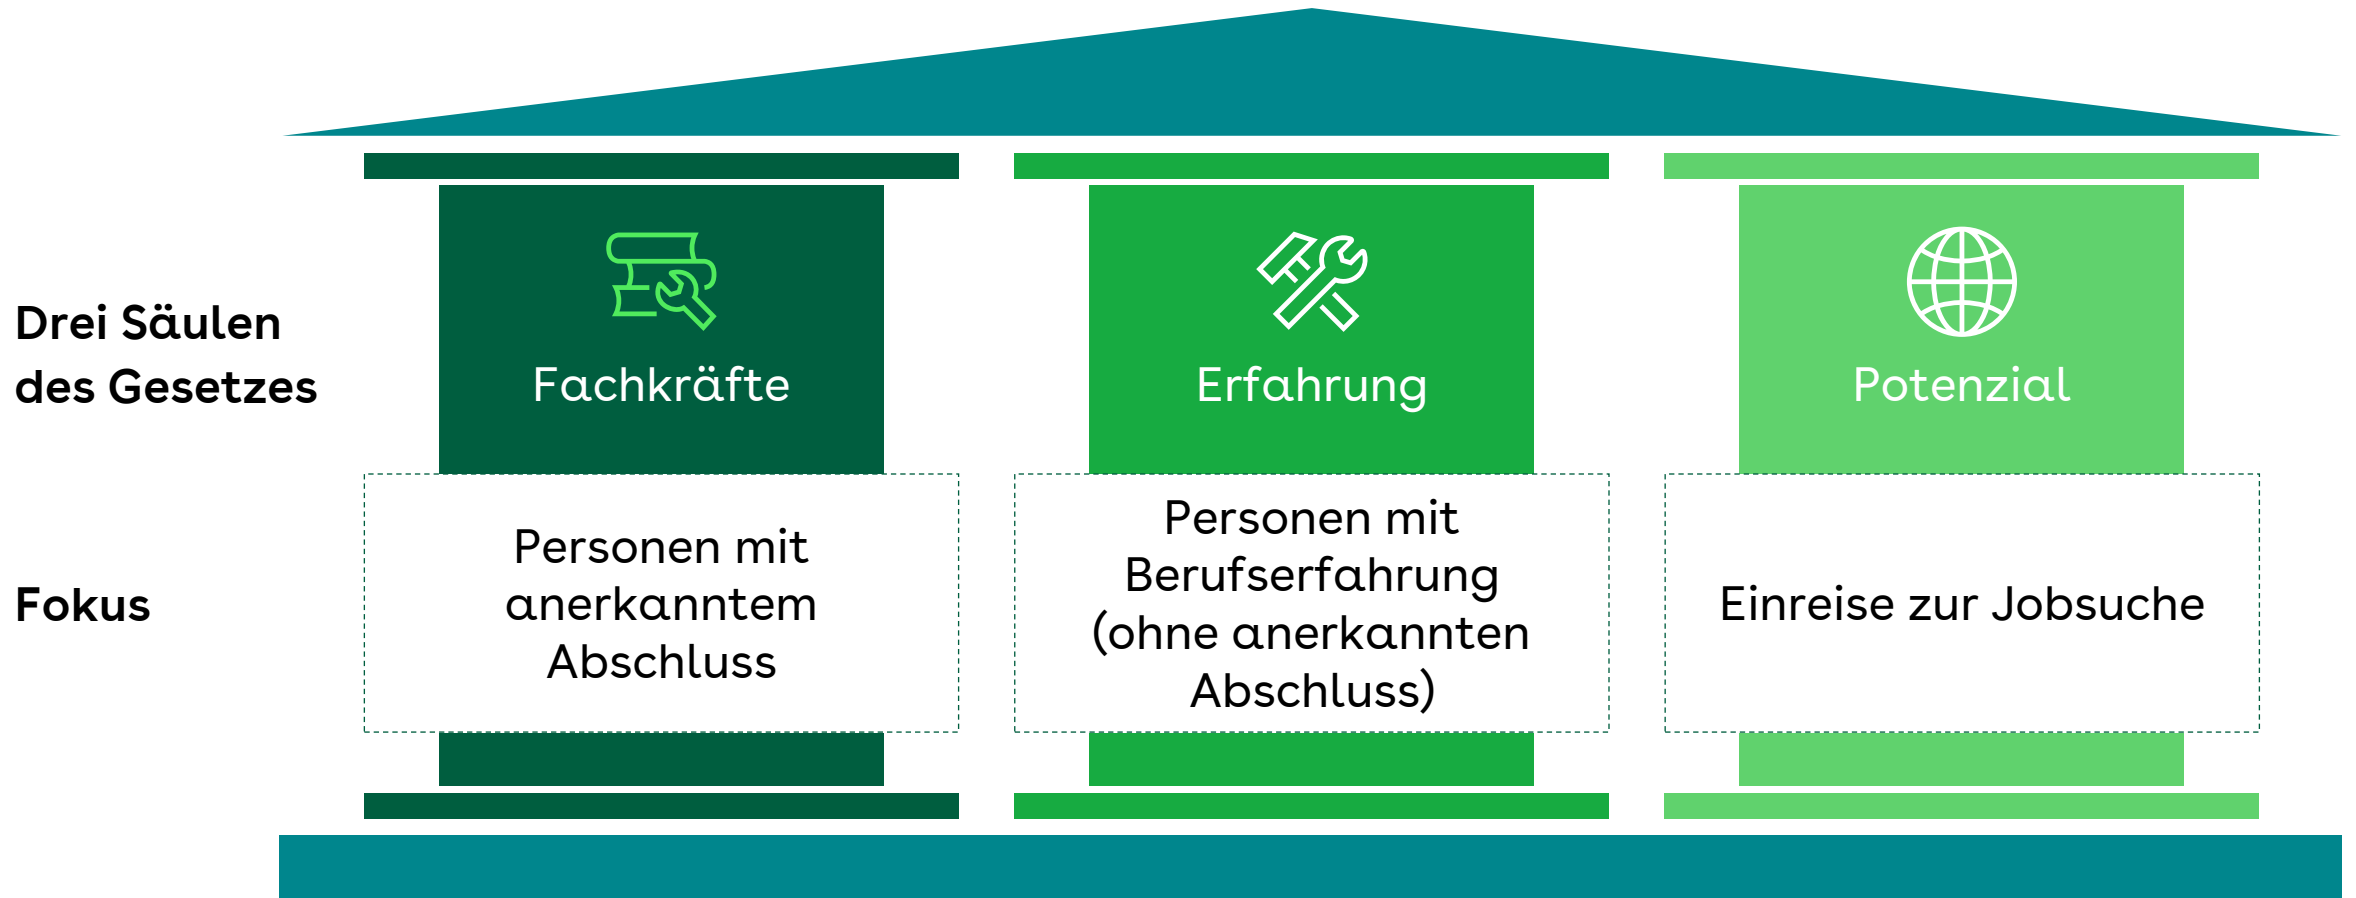 Drei Säulen
des Gesetzes
Fachkräfte
Erfahrung
Potenzial
Fokus
Personen mit
anerkanntem
Abschluss
Personen mit
Berufserfahrung
(ohne anerkannten
Abschluss)
Einreise zur Jobsuche